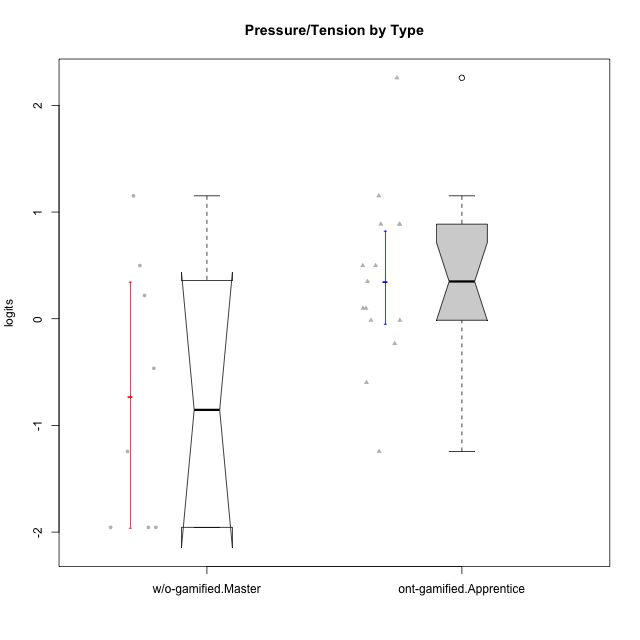 Pressure/Tension by Type
logits
2
1
0
-1
-2
w/o-gamified.Master
ont-gamified.Apprentice